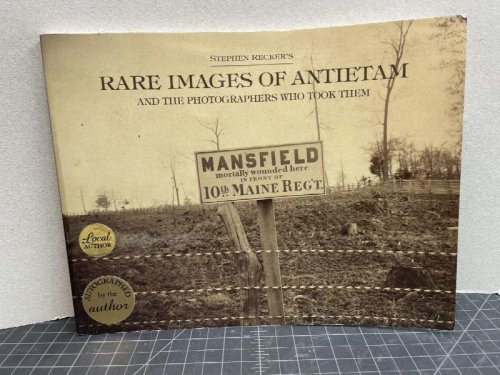 STEPHEN RECKER'S
RARE IMAGES OF ANTIETAM
AND THE PHOTOGRAPHERS WHO TOOK THEM
MANSFIELD
mortally wounded here
IN FRONT OF
10th MAINE REG'T.
Local
AUTHOR
AUTOGRAPHED
by the
author